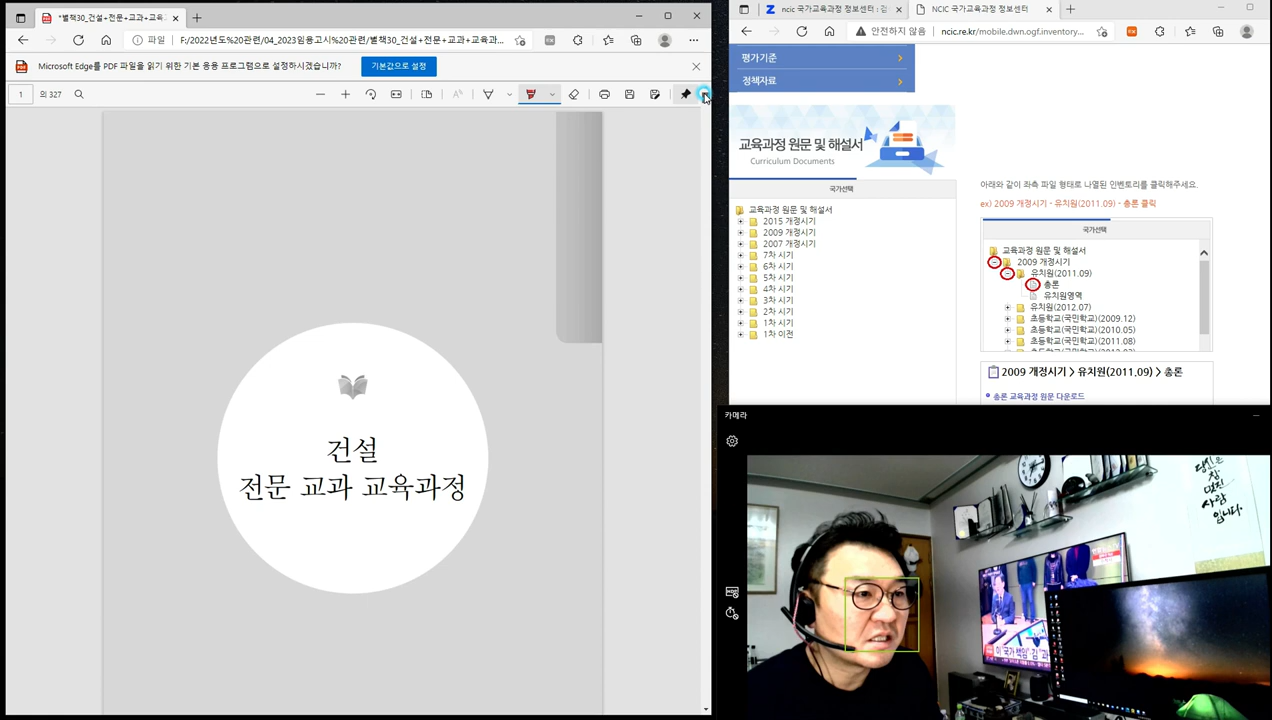 *별책30_건설+전문+교과+교육
파일
F:/2022년도%20관련/04_2023임용고시%20관련/별책30_건설+전문+교과+교육과...
Microsoft Edge를 PDF 파일을 읽기 위한 기본 응용 프로그램으로 설정하시겠습니까?
기본값으로 설정
1 의 327
건설
전문 교과 교육과정
ncic 국가교육과정 정보센터 : 김
NCIC 국가교육과정 정보센터
안전하지 않음
ncic.re.kr/mobile.dwn.ogf.inventory...
평가기준
정책자료
교육과정 원문 및 해설서
Curriculum Documents
국가선택
교육과정 원문 및 해설서
2015 개정시기
2009 개정시기
2007 개정시기
7차 시기
6차 시기
5차 시기
4차 시기
3차 시기
2차 시기
1차 시기
1차 이전
아래와 같이 좌측 파일 형태로 나열된 인벤토리를 클릭해주세요.
ex) 2009 개정시기 - 유치원(2011.09) - 총론 클릭
국가선택
교육과정 원문 및 해설서
2009 개정시기
유치원(2011.09)
총론
유치원영역
유치원(2012.07)
초등학교(국민학교)(2009.12)
초등학교(국민학교)(2010.05)
초등학교(국민학교)(2011.08)
2009 개정시기 > 유치원(2011.09) > 총론
총론 교육과정 원문 다운로드
카메라
당신은
참
멋진
사람
입니다.